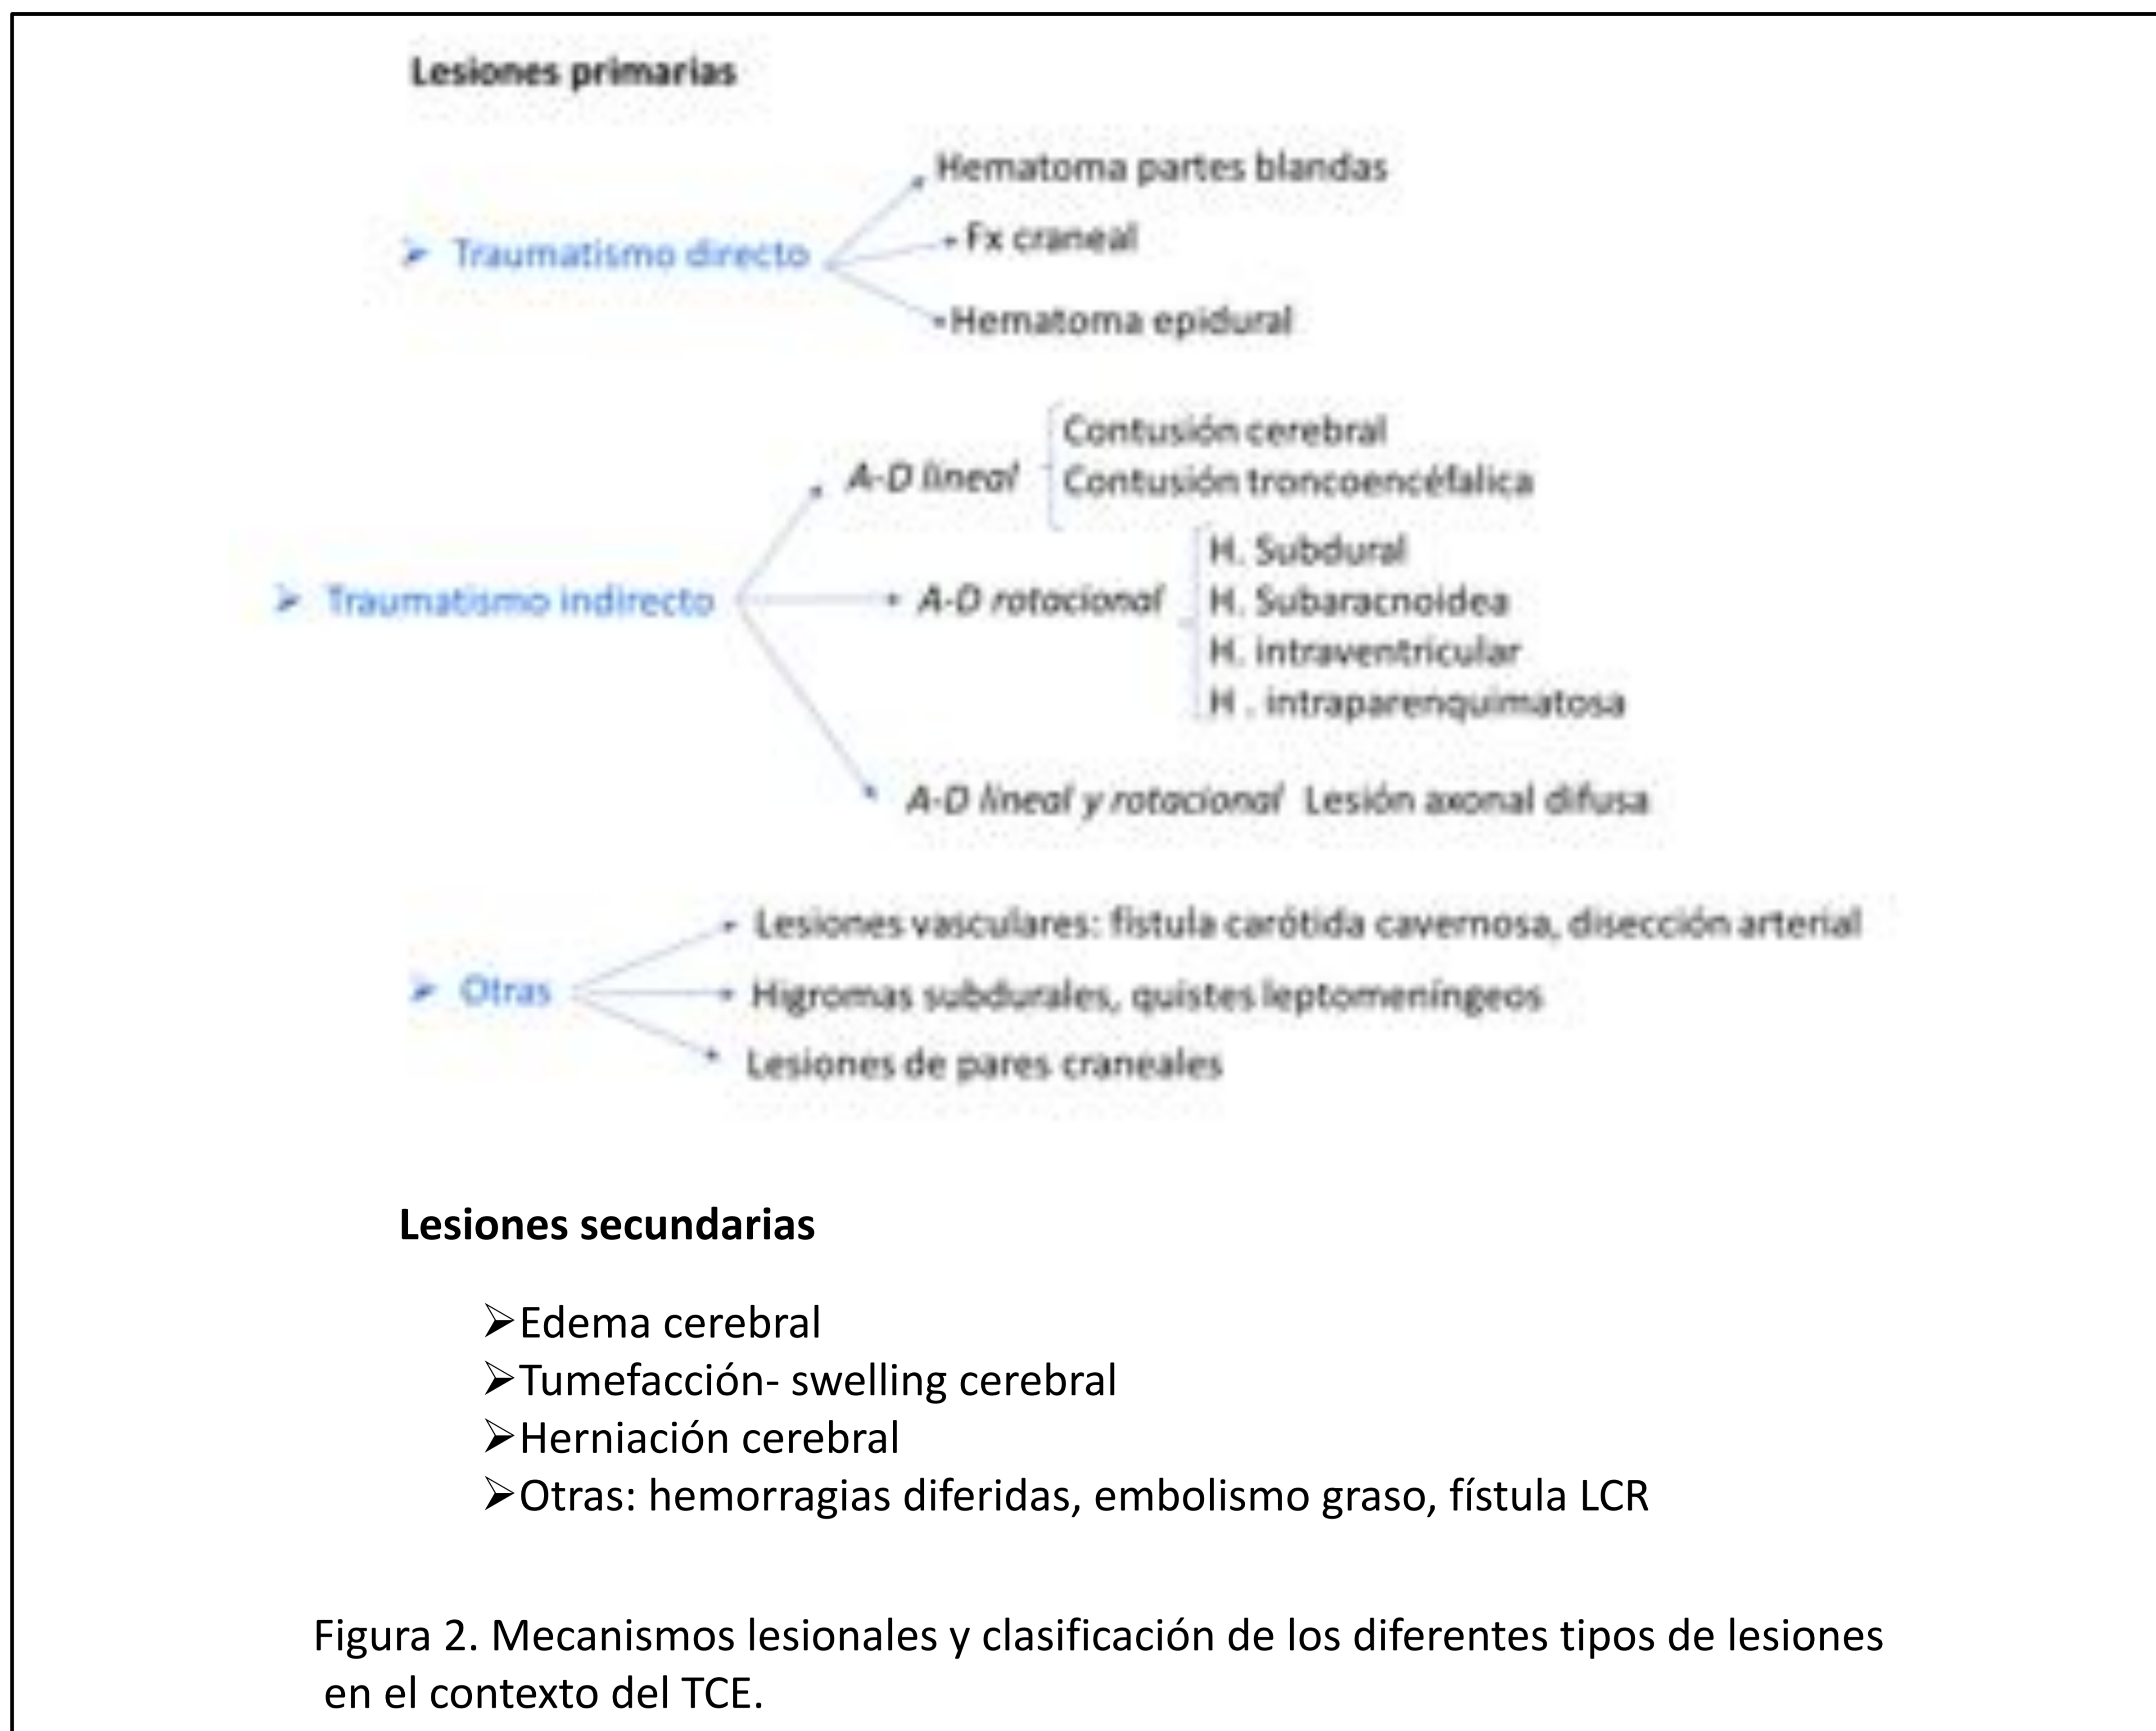 Lesiones primarias
Hematoma partes blandas
➢ Traumatismo directo
Fx craneal
Hematoma epidural
Contusión cerebral
A-D lineal
Contusión troncoencéfalica
H. Subdural
➢ Traumatismo indirecto
A-D rotacional
H. Subaracnoidea
H. intraventricular
H . intraparenquimatosa
A-D lineal y rotacional Lesión axonal difusa
Lesiones vasculares: fistula carótida cavernosa, disección arterial
➢ Otras
Higromas subdurales, quistes leptomeníngeos
Lesiones de pares craneales
Lesiones secundarias
➢Edema cerebral
➢Tumefacción- swelling cerebral
➢Herniación cerebral
➢Otras: hemorragias diferidas, embolismo graso, fístula LCR
Figura 2. Mecanismos lesionales y clasificación de los diferentes tipos de lesiones
en el contexto del TCE.